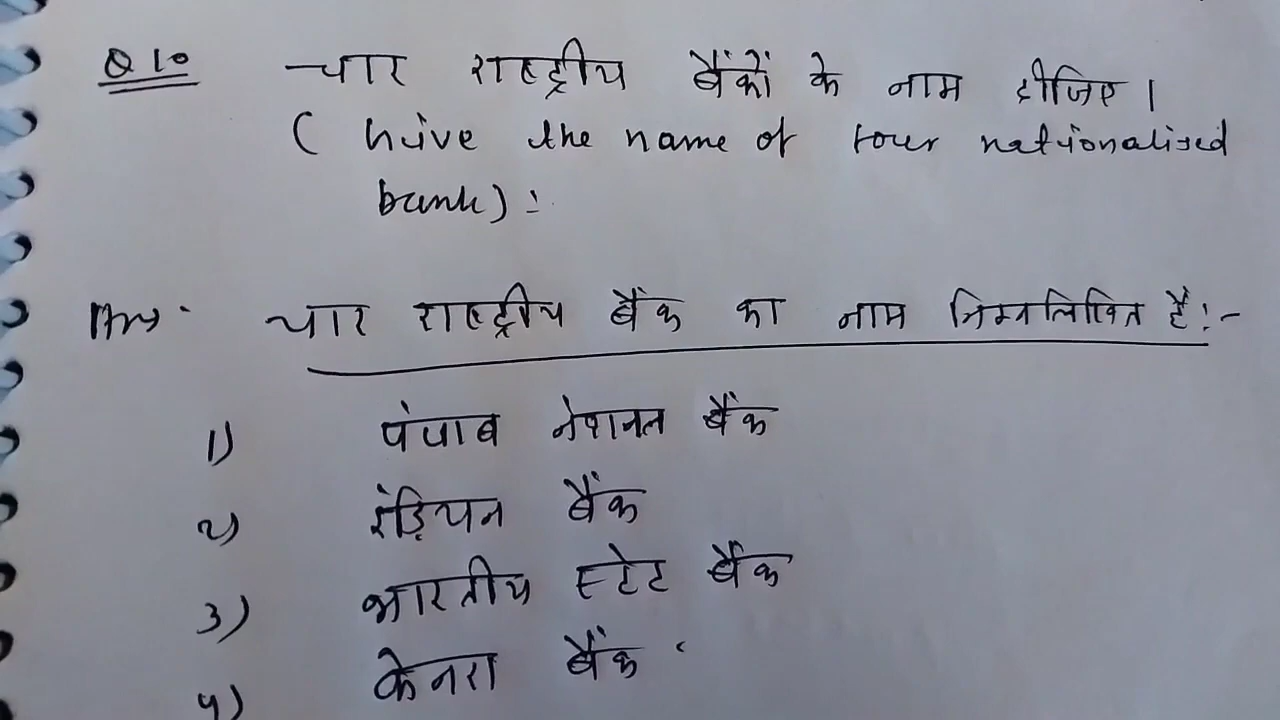 Q10 चार राष्ट्रीय बैंकों के नाम दीजिए।
( Give the name of four nationalised
bank) :-
Ans- चार राष्ट्रीय बैंक का नाम निम्नलिखित है:-
1) पंजाब नेशनल बैंक
2) इंडियन बैंक
3) भारतीय स्टेट बैंक
4) केनरा बैंक